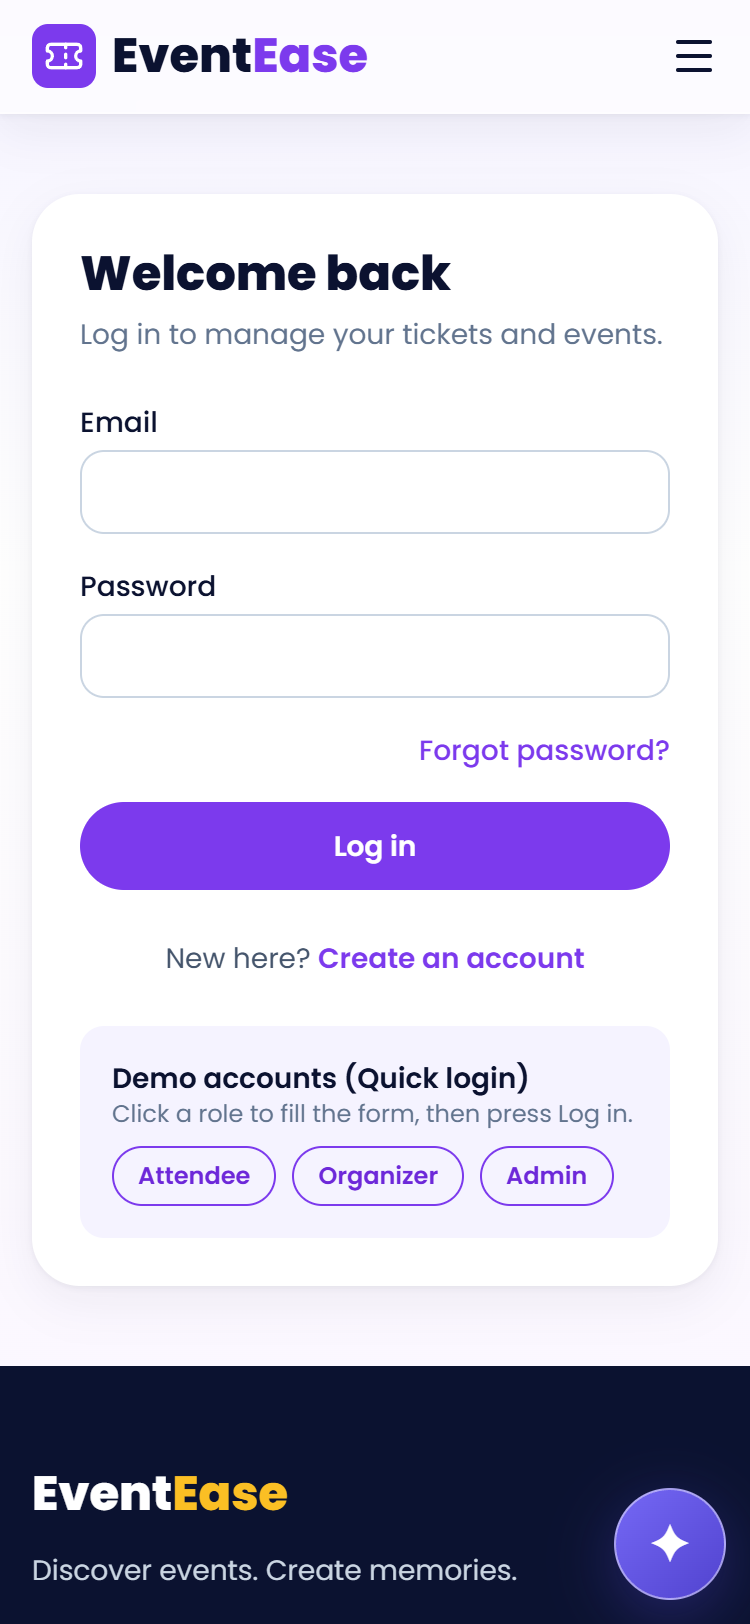 EventEase
Welcome back
Log in to manage your tickets and events.
Email
Password
Forgot password?
Log in
New here? Create an account
Demo accounts (Quick login)
Click a role to fill the form, then press Log in.
Attendee Organizer Admin
EventEase
Discover events. Create memories.